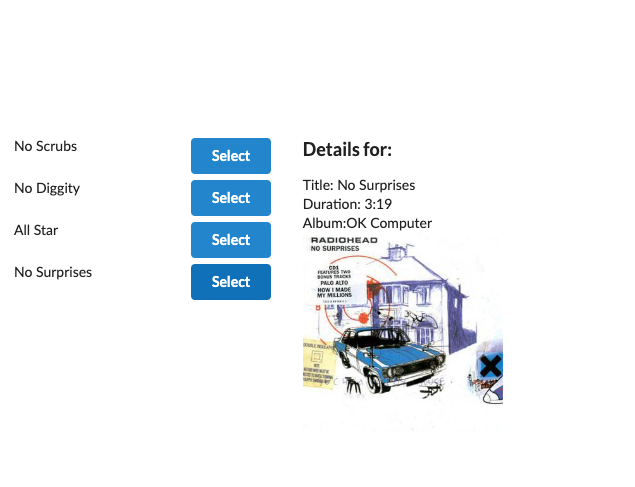 No Scrubs
Select
No Diggity
Select
All Star
Select
No Surprises
Select
Details for:
Title: No Surprises
Duration: 3:19
Album:OK Computer
RADIOHEAD
NO SURPRISES
CD1
FEATURES TWO
BONUS TRACKS
PALO ALTO
HOW I MADE
MY MILLIONS